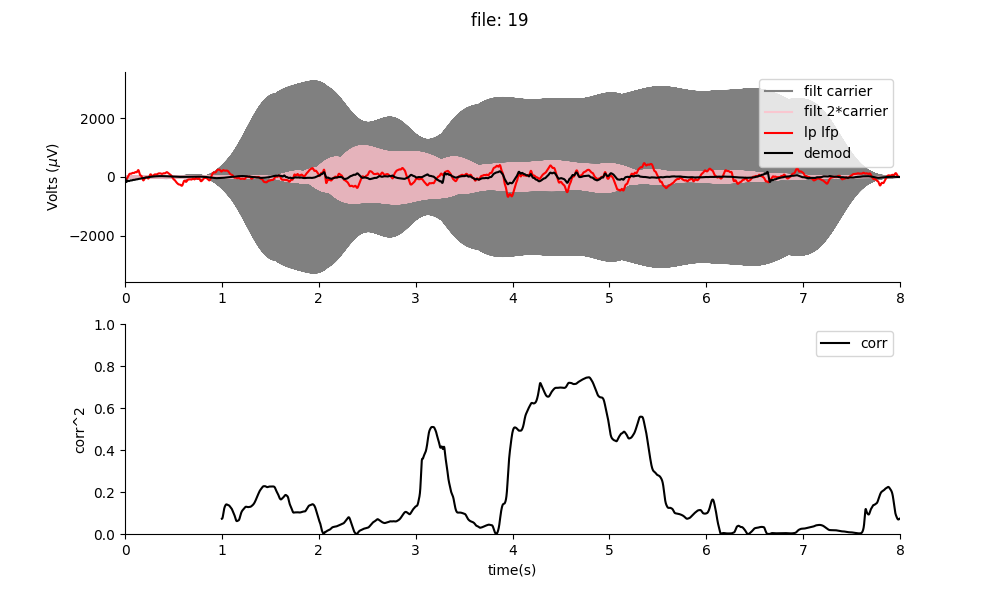 file: 19
filt carrier
filt 2*carrier
lp lfp
demod
Volts (μV)
2000
0
−2000
0 1 2 3 4 5 6 7 8
corr
corr^2
1.0
0.8
0.6
0.4
0.2
0.0
0 1 2 3 4 5 6 7 8
time(s)